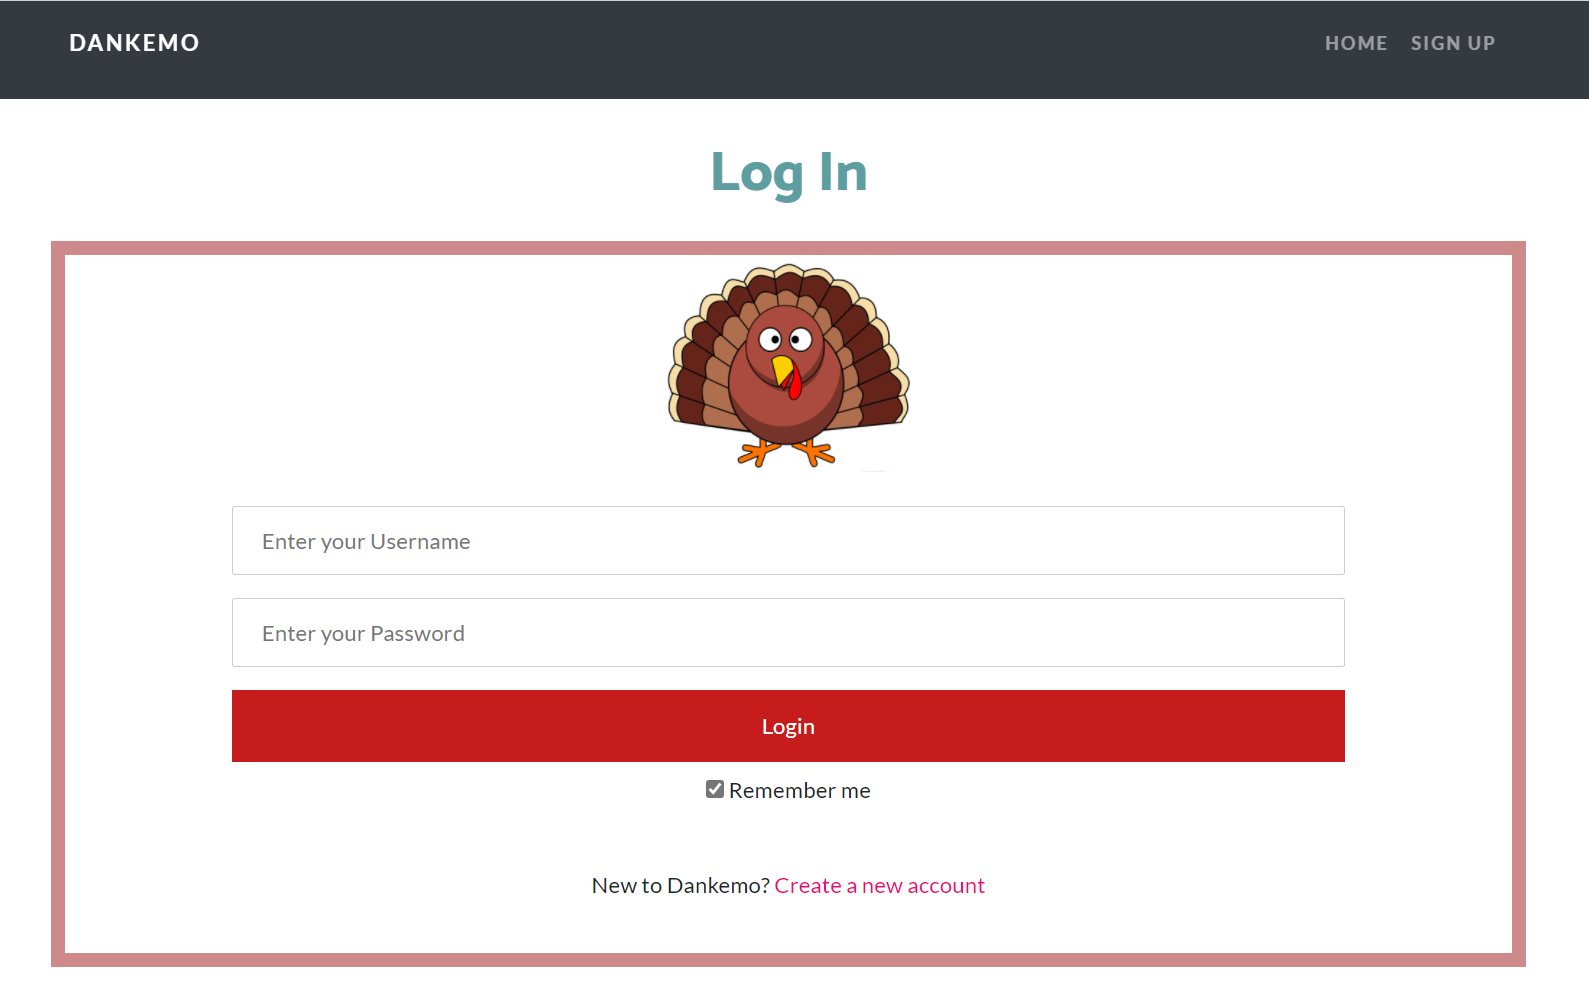 DANKEMO HOME SIGN UP
Log In
Enter your Username
Enter your Password
Login
Remember me
New to Dankemo? Create a new account